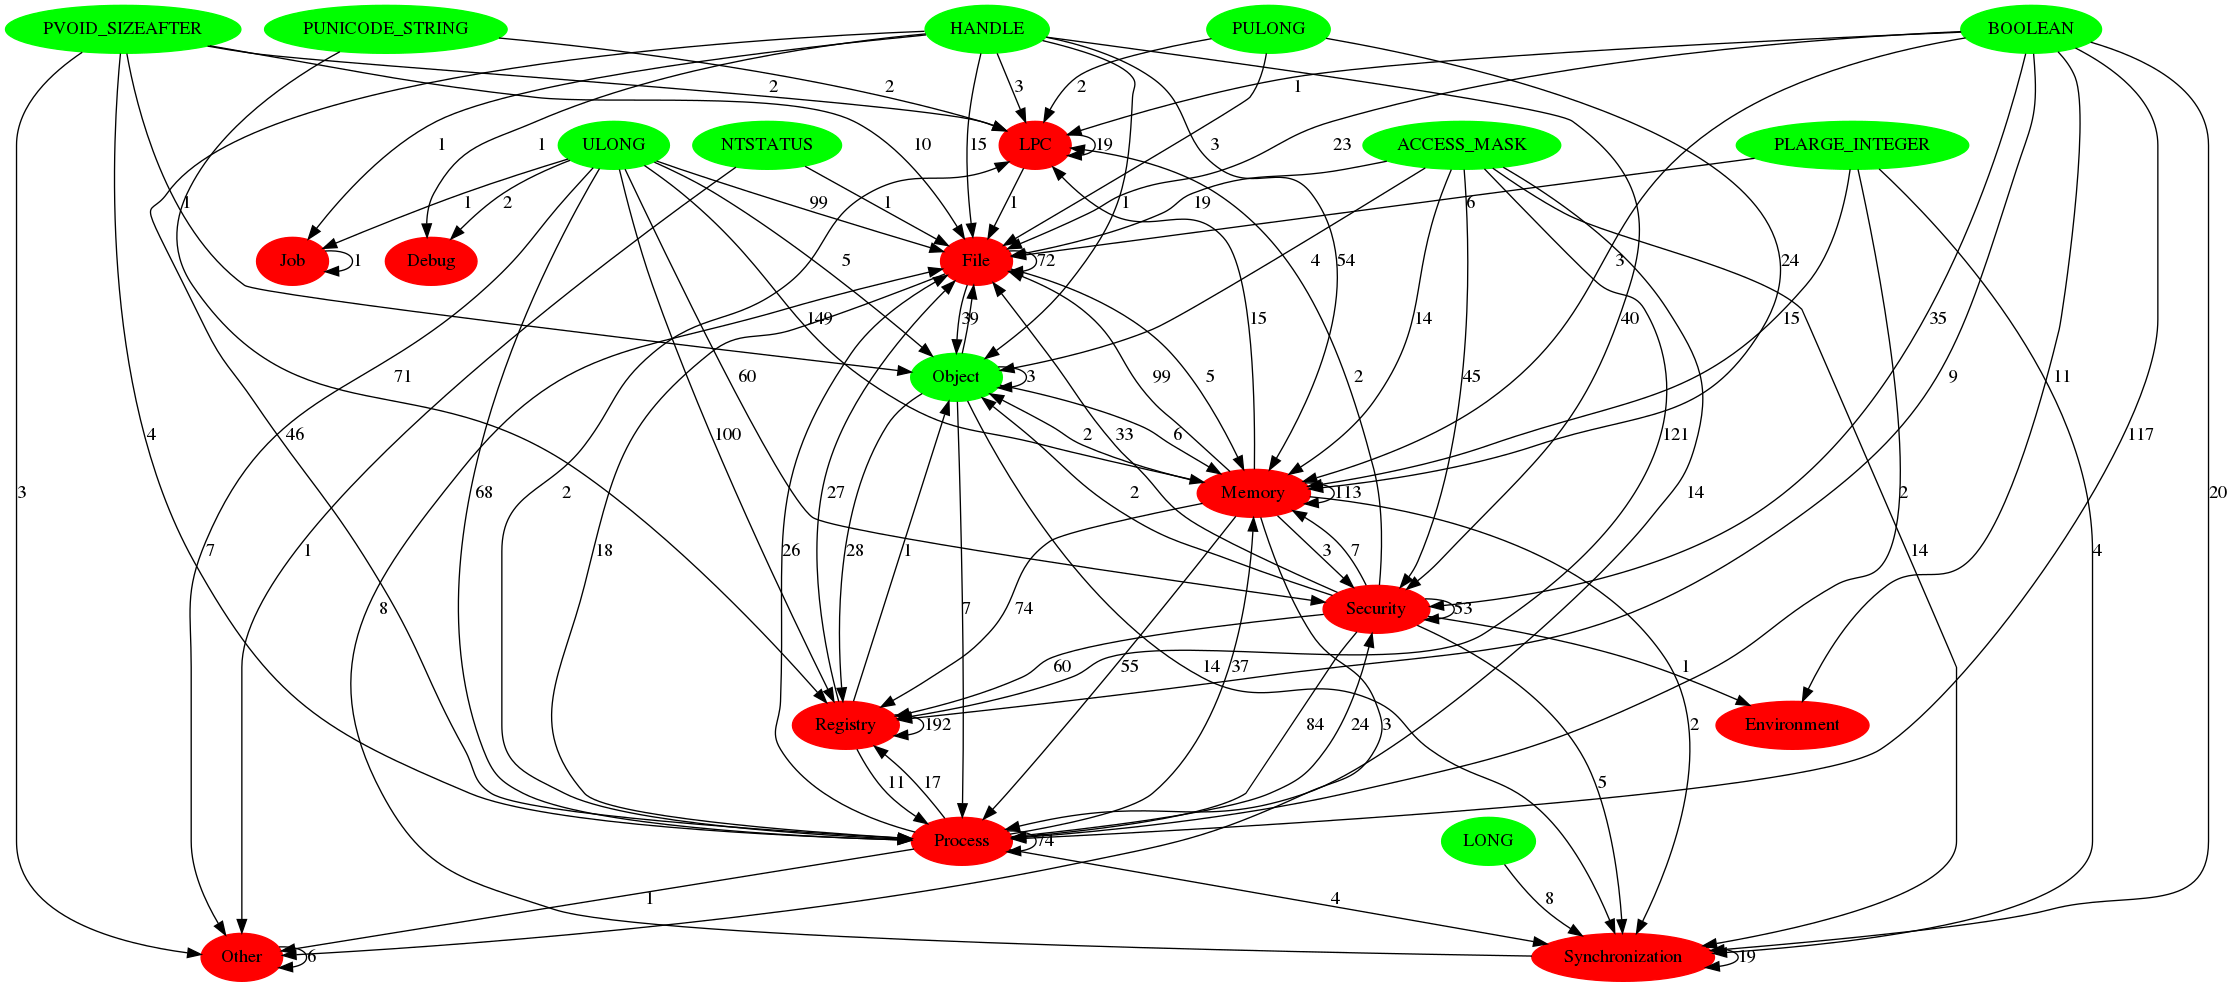 PVOID_SIZEAFTER PUNICODE_STRING HANDLE PULONG BOOLEAN
2 2 3 2 1
ULONG NTSTATUS LPC 19 ACCESS_MASK PLARGE_INTEGER
1 1 10 15 3 23
1 2 99 1 1 1 1 19 6
Job 1 Debug File 72
5 4 54 3 24
149 39 15 14 15 40 35
Object 3
71 60 99 5 2 45 9 11
4 46 100 2 6 33 121 117
3 68 2 27 2 Memory 113 14 2 20
7 1 18 26 28 1 3 7 14 4
8 7 74 Security 53
60 14 55 37 1
Registry 192 84 24 3 2 Environment
11 17 5
Process 74 LONG
1 4 8
Other 6 Synchronization 19